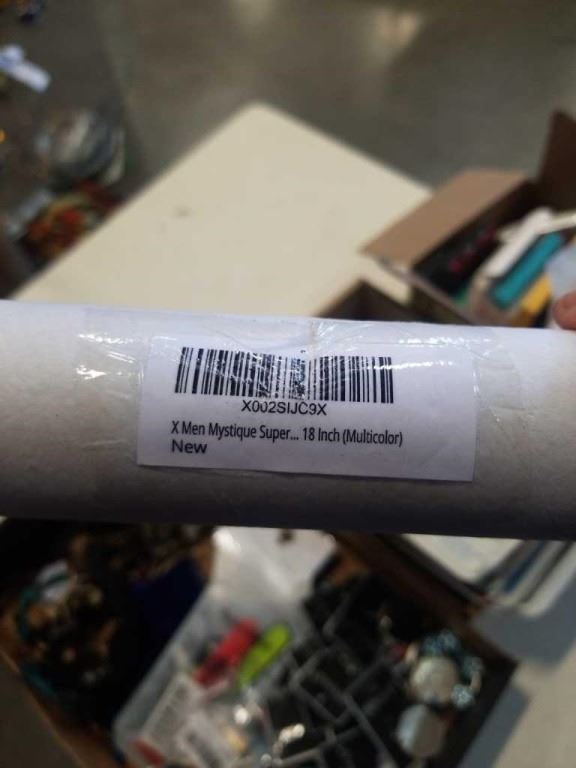 X002SIJC9X
X Men Mystique Super... 18 Inch (Multicolor)
New